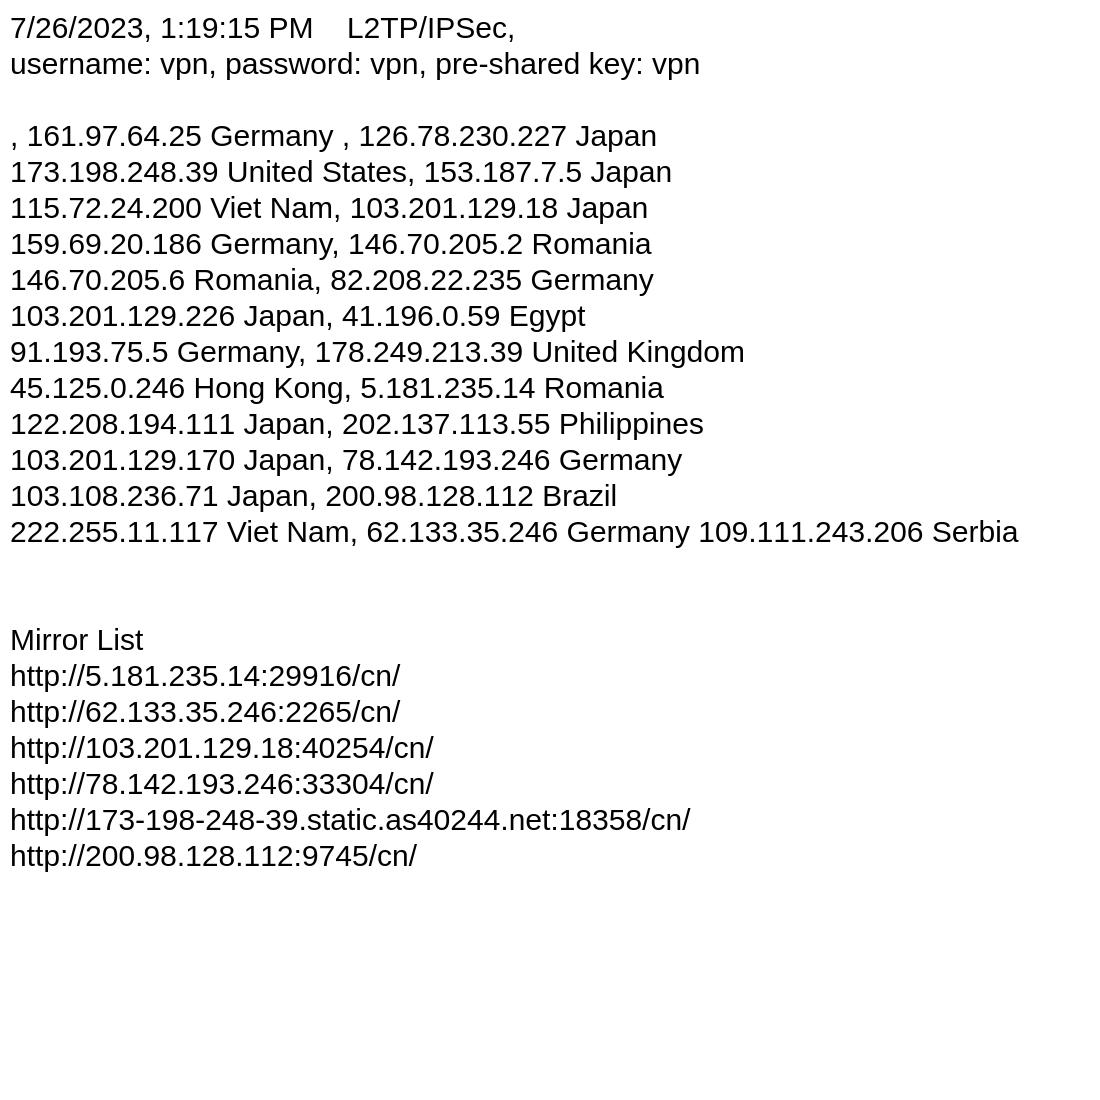 7/26/2023, 1:19:15 PM    L2TP/IPSec,
username: vpn, password: vpn, pre-shared key: vpn
, 161.97.64.25 Germany , 126.78.230.227 Japan
173.198.248.39 United States, 153.187.7.5 Japan
115.72.24.200 Viet Nam, 103.201.129.18 Japan
159.69.20.186 Germany, 146.70.205.2 Romania
146.70.205.6 Romania, 82.208.22.235 Germany
103.201.129.226 Japan, 41.196.0.59 Egypt
91.193.75.5 Germany, 178.249.213.39 United Kingdom
45.125.0.246 Hong Kong, 5.181.235.14 Romania
122.208.194.111 Japan, 202.137.113.55 Philippines
103.201.129.170 Japan, 78.142.193.246 Germany
103.108.236.71 Japan, 200.98.128.112 Brazil
222.255.11.117 Viet Nam, 62.133.35.246 Germany 109.111.243.206 Serbia
Mirror List
http://5.181.235.14:29916/cn/
http://62.133.35.246:2265/cn/
http://103.201.129.18:40254/cn/
http://78.142.193.246:33304/cn/
http://173-198-248-39.static.as40244.net:18358/cn/
http://200.98.128.112:9745/cn/